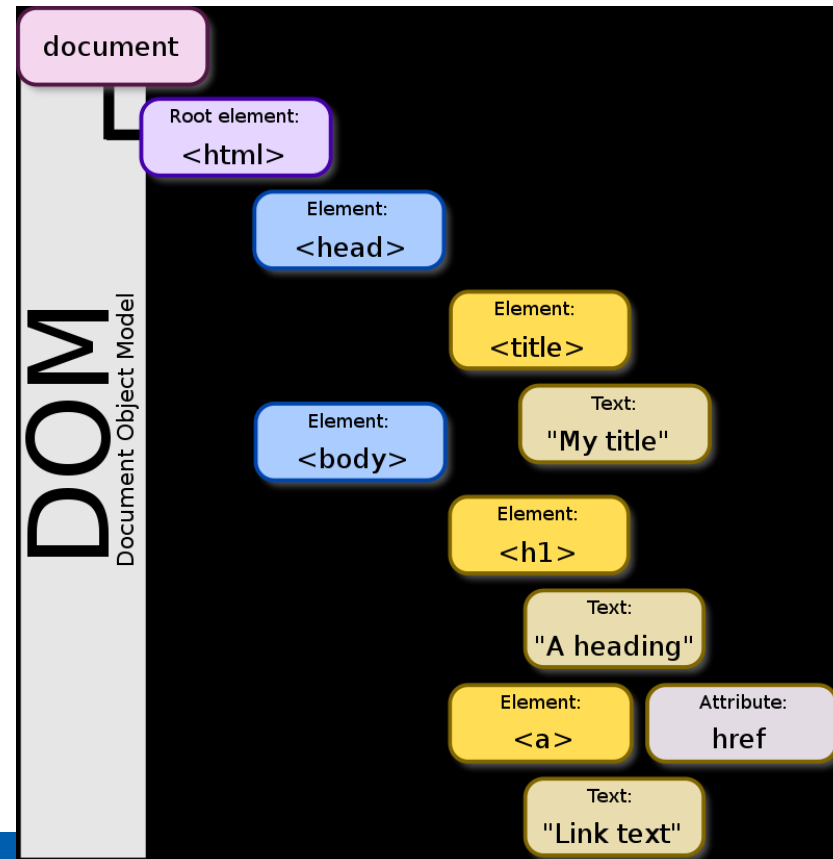 document
Root element:
<html>
Element:
<head>
Element:
<title>
Text:
"My title"
Element:
<body>
Element:
<h1>
Text:
"A heading"
Element:
<a>
Attribute:
href
Text:
"Link text"
DOM
Document Object Model